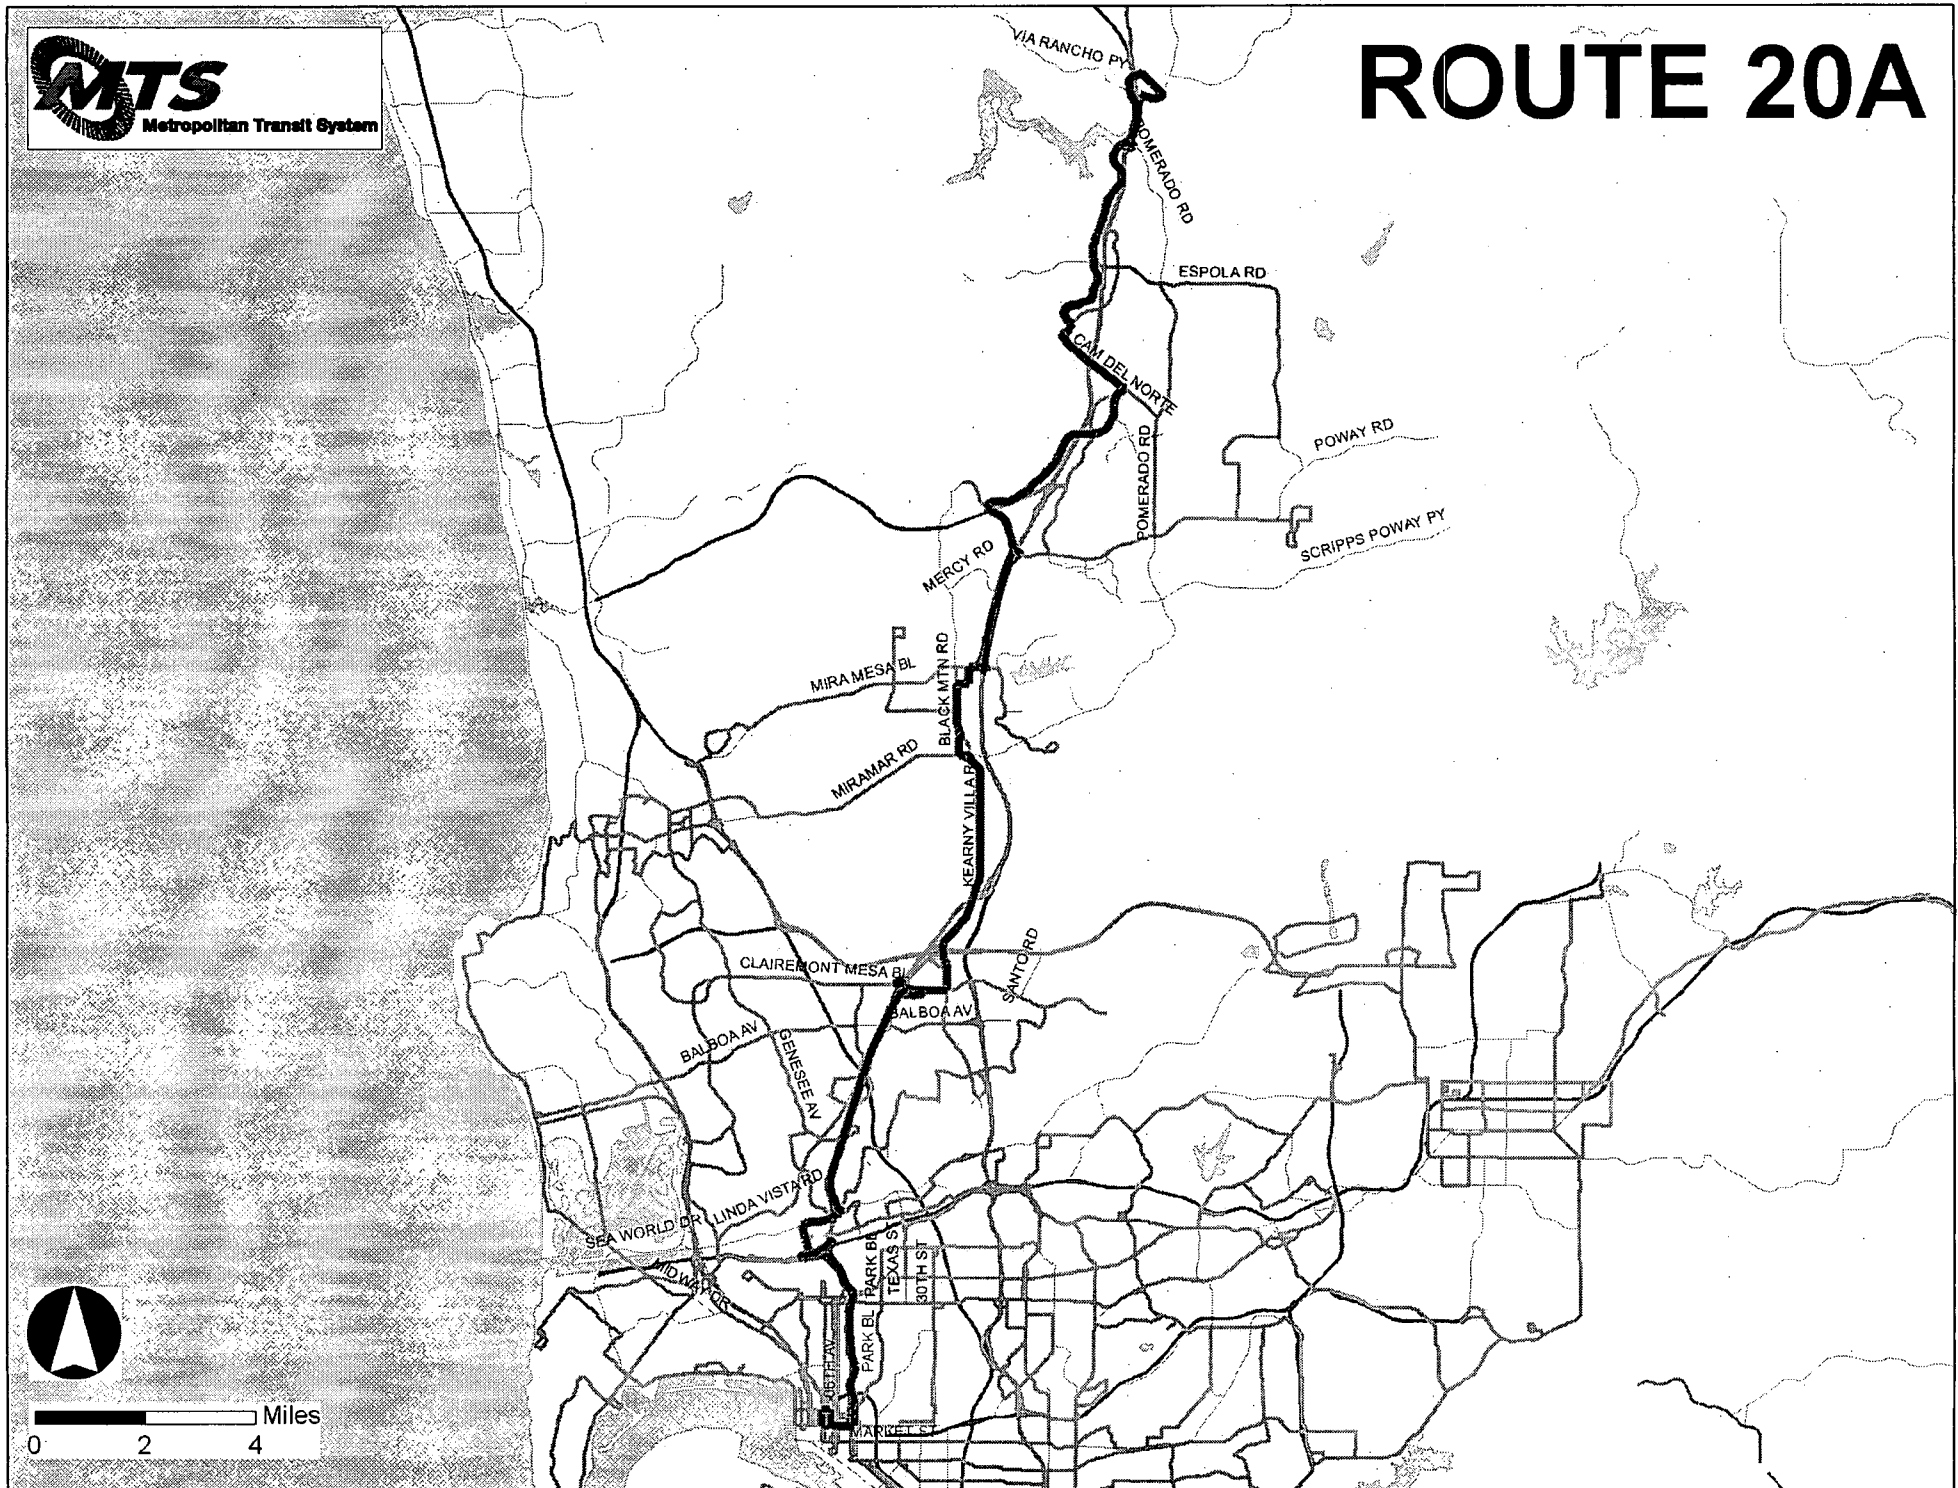 MTS
Metropolitan Transit System
ROUTE 20A
VIA RANCHO PY
POMERADO RD
ESPOLA RD
CAM DEL NORTE
POWAY RD
POMERADO RD
SCRIPPS POWAY PY
MERCY RD
MIRA MESA BL
BLACK MTN RD
MIRAMAR RD
KEARNY VILLA R
CLAIREMONT MESA BL
SANTO RD
BALBOA AV
BALBOA AV
GENESEE AV
LINDA VISTA RD
SEA WORLD DR
MIDWAY DR
PARK BL
TEXAS ST
30TH ST
PARK BL
MARKET ST
Miles
0 2 4